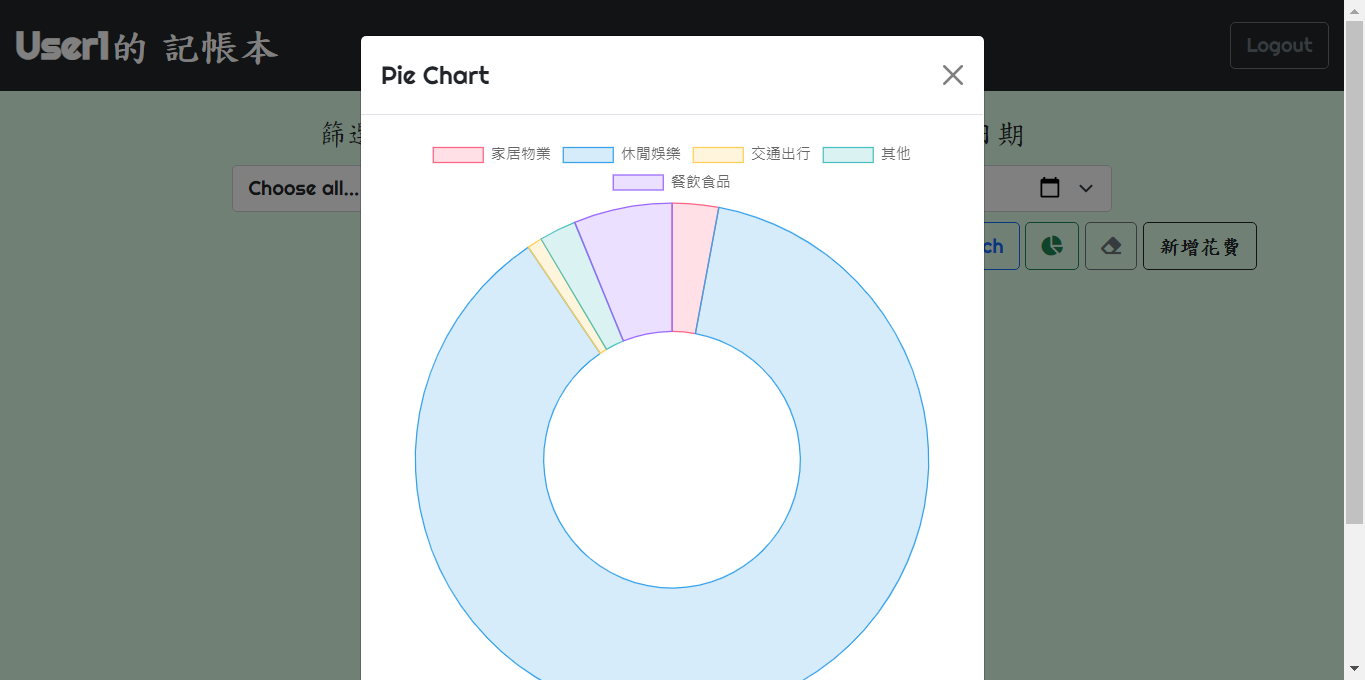 User1的 記帳本
Logout
Pie Chart
篩
期
家居物業 休閒娛樂 交通出行 其他
餐飲食品
Choose all...
ch
新增花費